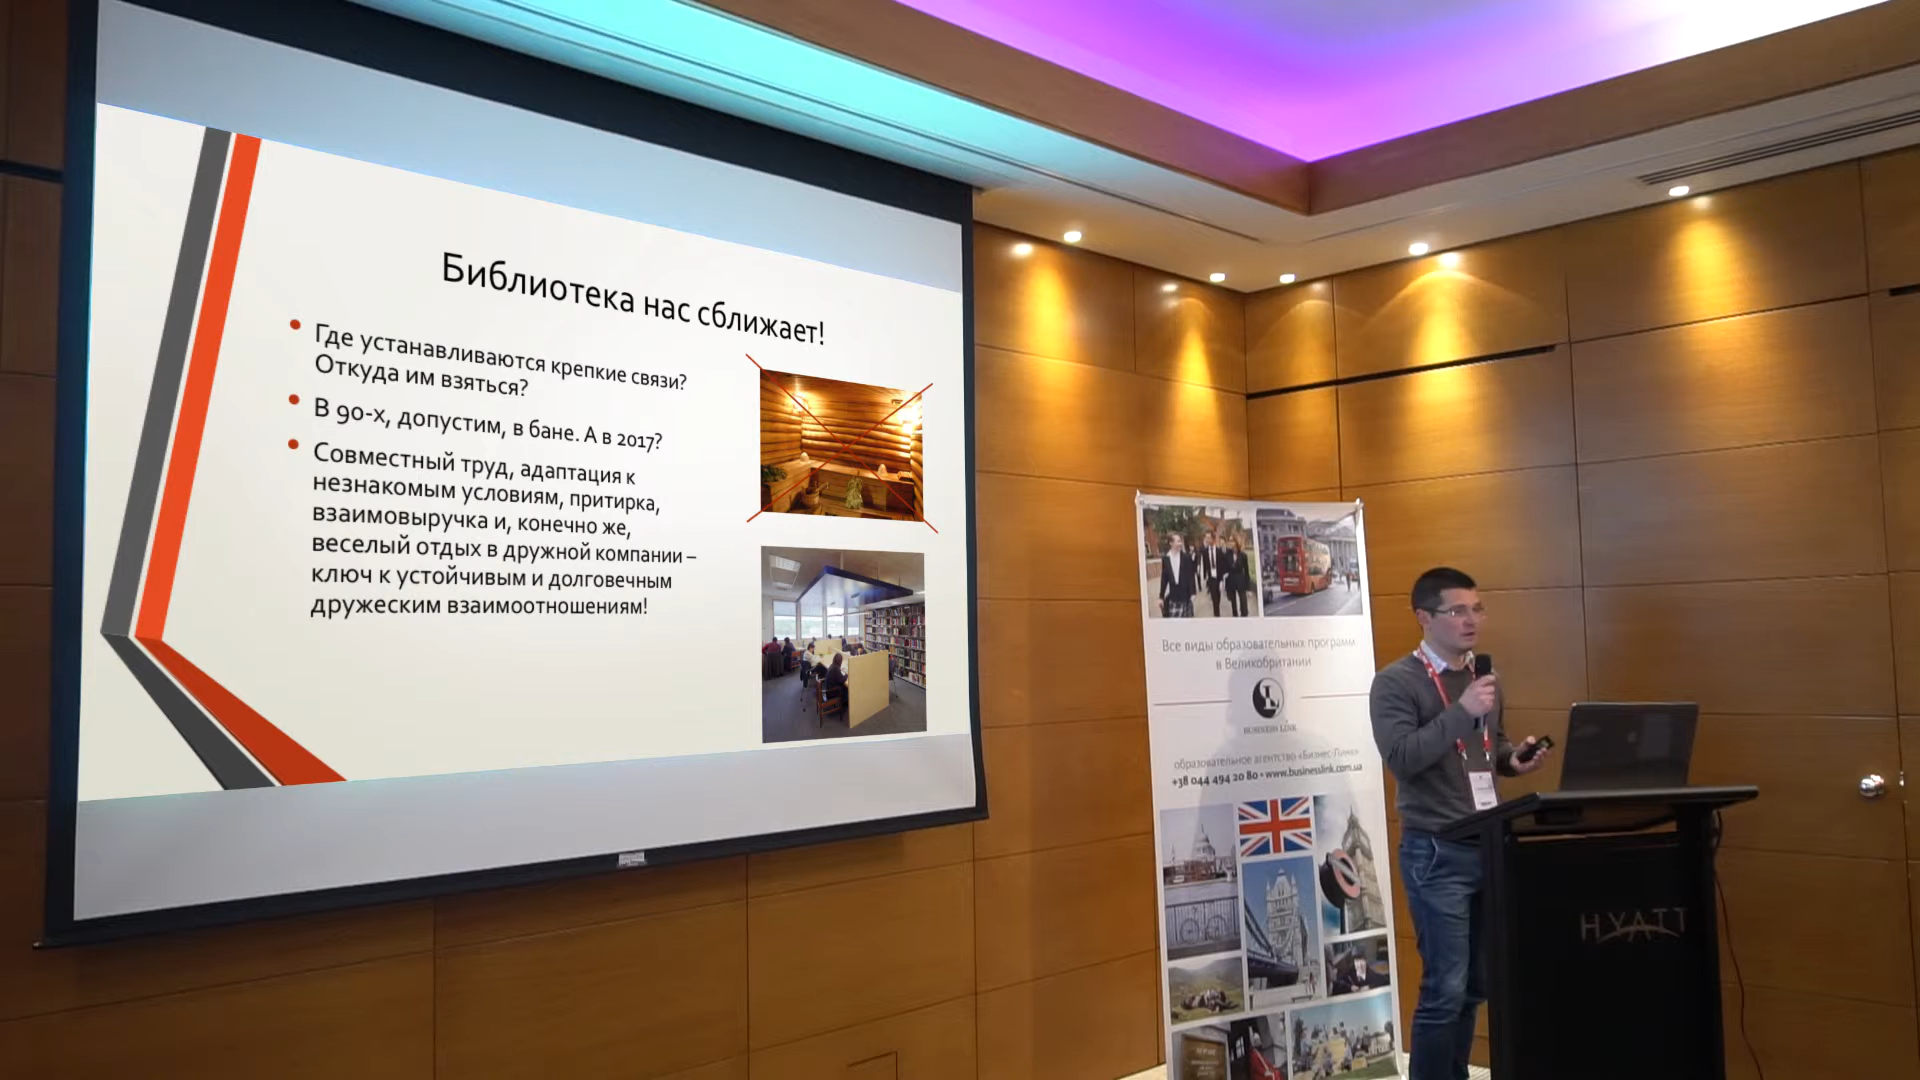 Библиотека нас сближает!
• Где устанавливаются крепкие связи?
Откуда им взяться?
• В 90-х, допустим, в бане. А в 2017?
• Совместный труд, адаптация к
незнакомым условиям, притирка,
взаимовыручка и, конечно же,
веселый отдых в дружной компании –
ключ к устойчивым и долговечным
дружеским взаимоотношениям!
Все виды образовательных программ
в Великобритании
BUSINESS LINK
образовательное агентство «Бизнес-Линк»
+38 044 494 20 80 • www.businesslink.com.ua
HYATT